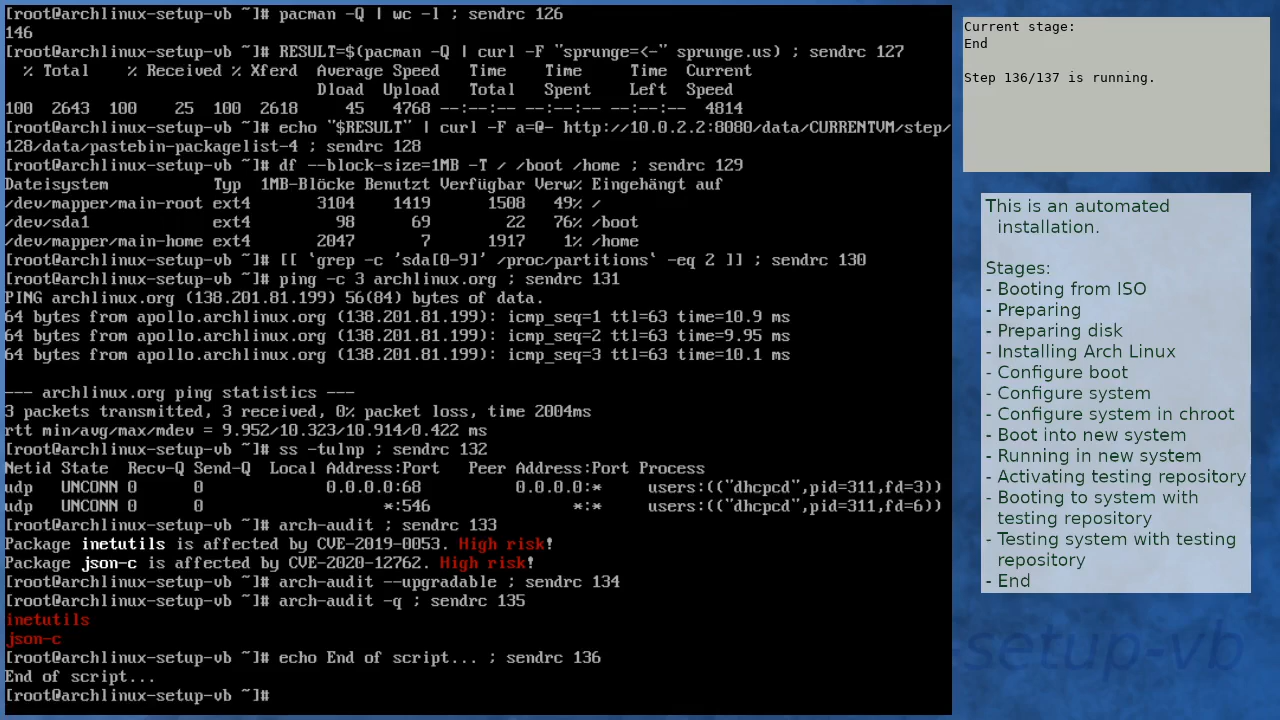 [root@archlinux-setup-vb ~]# pacman -Q | wc -l ; sendrc 126
146
[root@archlinux-setup-vb ~]# RESULT=$(pacman -Q | curl -F "sprunge=<-" sprunge.us) ; sendrc 127
  % Total    % Received % Xferd  Average Speed   Time    Time     Time  Current
                                 Dload  Upload   Total   Spent    Left  Speed
100  2643  100    25  100  2618     45   4768 --:--:-- --:--:-- --:--:--  4814
[root@archlinux-setup-vb ~]# echo "$RESULT" | curl -F a=@- http://10.0.2.2:8080/data/CURRENTVM/step/
128/data/pastebin-packagelist-4 ; sendrc 128
[root@archlinux-setup-vb ~]# df --block-size=1MB -T / /boot /home ; sendrc 129
Dateisystem           Typ  1MB-Blöcke Benutzt Verfügbar Verw% Eingehängt auf
/dev/mapper/main-root ext4       3104    1419      1508   49% /
/dev/sda1             ext4         98      69        22   76% /boot
/dev/mapper/main-home ext4       2047       7      1917    1% /home
[root@archlinux-setup-vb ~]# [[ `grep -c 'sda[0-9]' /proc/partitions` -eq 2 ]] ; sendrc 130
[root@archlinux-setup-vb ~]# ping -c 3 archlinux.org ; sendrc 131
PING archlinux.org (138.201.81.199) 56(84) bytes of data.
64 bytes from apollo.archlinux.org (138.201.81.199): icmp_seq=1 ttl=63 time=10.9 ms
64 bytes from apollo.archlinux.org (138.201.81.199): icmp_seq=2 ttl=63 time=9.95 ms
64 bytes from apollo.archlinux.org (138.201.81.199): icmp_seq=3 ttl=63 time=10.1 ms
--- archlinux.org ping statistics ---
3 packets transmitted, 3 received, 0% packet loss, time 2004ms
rtt min/avg/max/mdev = 9.952/10.323/10.914/0.422 ms
[root@archlinux-setup-vb ~]# ss -tulnp ; sendrc 132
Netid State  Recv-Q Send-Q  Local Address:Port   Peer Address:Port Process
udp   UNCONN 0      0             0.0.0.0:68          0.0.0.0:*     users:(("dhcpcd",pid=311,fd=3))
udp   UNCONN 0      0                   *:546               *:*     users:(("dhcpcd",pid=311,fd=6))
[root@archlinux-setup-vb ~]# arch-audit ; sendrc 133
Package inetutils is affected by CVE-2019-0053. High risk!
Package json-c is affected by CVE-2020-12762. High risk!
[root@archlinux-setup-vb ~]# arch-audit --upgradable ; sendrc 134
[root@archlinux-setup-vb ~]# arch-audit -q ; sendrc 135
inetutils
json-c
[root@archlinux-setup-vb ~]# echo End of script... ; sendrc 136
End of script...
[root@archlinux-setup-vb ~]#
Current stage:
End
Step 136/137 is running.
This is an automated
installation.
Stages:
- Booting from ISO
- Preparing
- Preparing disk
- Installing Arch Linux
- Configure boot
- Configure system
- Configure system in chroot
- Boot into new system
- Running in new system
- Activating testing repository
- Booting to system with
testing repository
- Testing system with testing
repository
- End
setup-vb